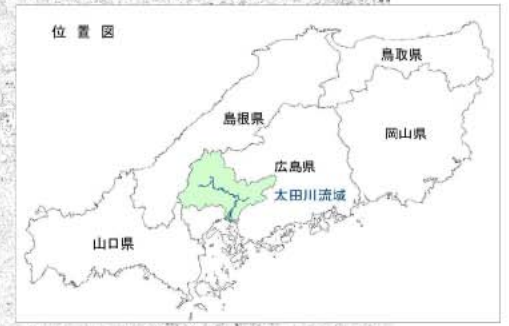 位置図
鳥取県
島根県
岡山県
広島県
太田川流域
山口県